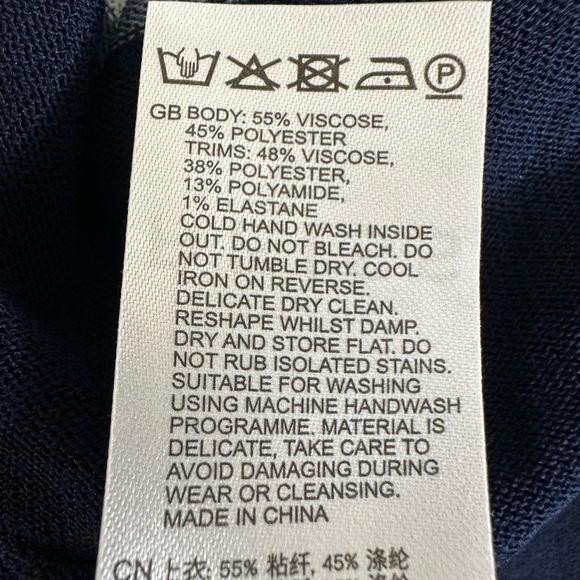 P
GB BODY: 55% VISCOSE,
45% POLYESTER
TRIMS: 48% VISCOSE,
38% POLYESTER,
13% POLYAMIDE,
1% ELASTANE
COLD HAND WASH INSIDE
OUT. DO NOT BLEACH. DO
NOT TUMBLE DRY. COOL
IRON ON REVERSE.
DELICATE DRY CLEAN.
RESHAPE WHILST DAMP.
DRY AND STORE FLAT. DO
NOT RUB ISOLATED STAINS.
SUITABLE FOR WASHING
USING MACHINE HANDWASH
PROGRAMME. MATERIAL IS
DELICATE, TAKE CARE TO
AVOID DAMAGING DURING
WEAR OR CLEANSING.
MADE IN CHINA
CN 上衣: 55% 粘纤, 45% 涤纶